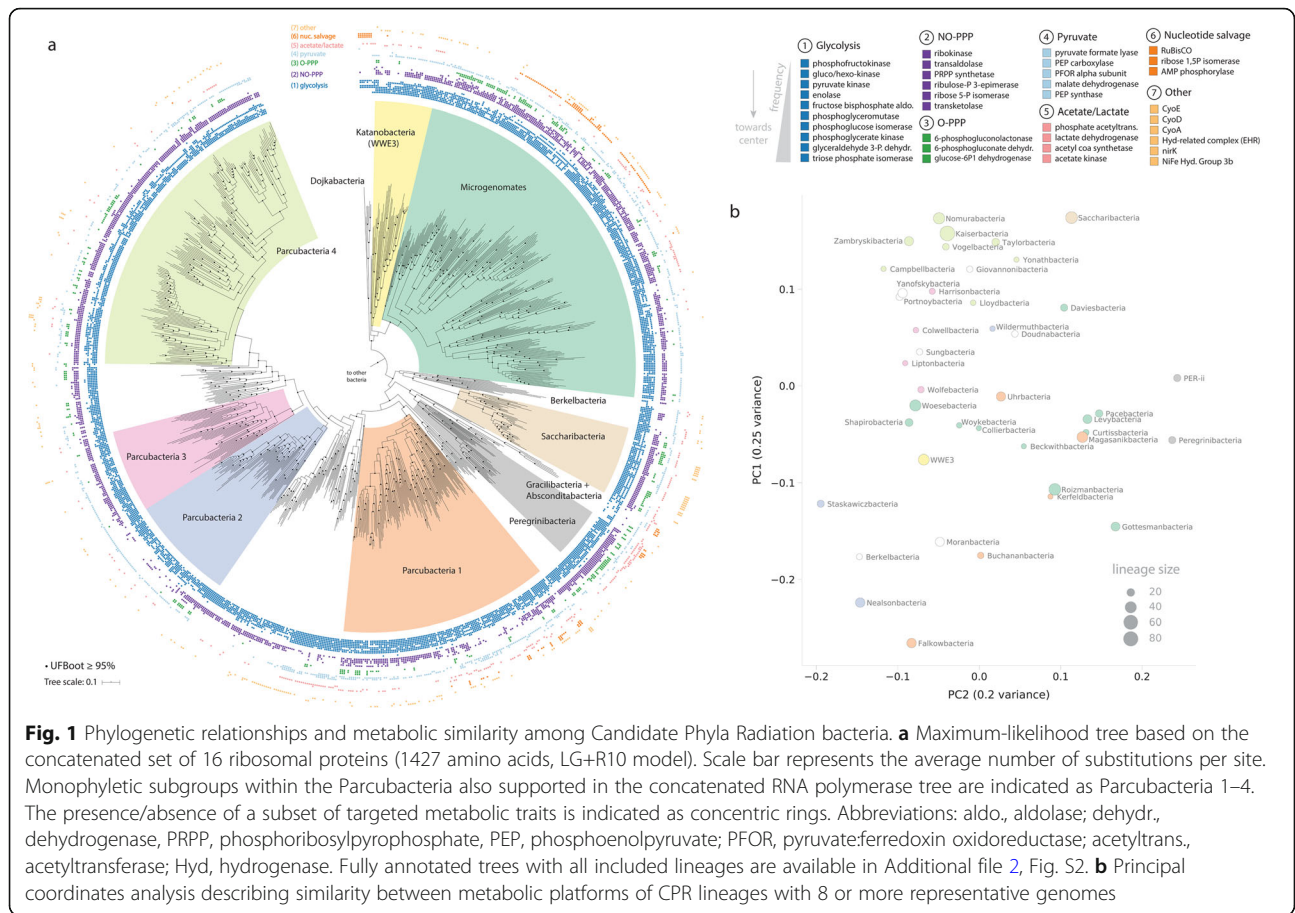 a
(7) other
(6) nuc. salvage
(5) acetate/lactate
(4) pyruvate
(3) O-PPP
(2) NO-PPP
(1) glycolysis
Katanobacteria
(WWE3)
Dojkabacteria
Microgenomates
Parcubacteria 4
to other
bacteria
Berkelbacteria
Saccharibacteria
Parcubacteria 3
Gracilibacteria +
Absconditabacteria
Parcubacteria 2
Peregrinibacteria
Parcubacteria 1
• UFBoot ≥ 95%
Tree scale: 0.1
frequency
towards
center
1 Glycolysis
phosphofructokinase
gluco/hexo-kinase
pyruvate kinase
enolase
fructose bisphosphate aldo.
phosphoglyceromutase
phosphoglucose isomerase
phosphoglycerate kinase
glyceraldehyde 3-P. dehydr.
triose phosphate isomerase
2 NO-PPP
ribokinase
transaldolase
PRPP synthetase
ribulose-P 3-epimerase
ribose 5-P isomerase
transketolase
3 O-PPP
6-phosphogluconolactonase
6-phosphogluconate dehydr.
glucose-6P1 dehydrogenase
4 Pyruvate
pyruvate formate lyase
PEP carboxylase
PFOR alpha subunit
malate dehydrogenase
PEP synthase
5 Acetate/Lactate
phosphate acetyltrans.
lactate dehydrogenase
acetyl coa synthetase
acetate kinase
6 Nucleotide salvage
RuBisCO
ribose 1,5P isomerase
AMP phosphorylase
7 Other
CyoE
CyoD
CyoA
Hyd-related complex (EHR)
nirK
NiFe Hyd. Group 3b
b
Nomurabacteria
Saccharibacteria
Kaiserbacteria
Zambryskibacteria
Taylorbacteria
Vogelbacteria
Yonathbacteria
Campbellbacteria
Giovannonibacteria
Yanofskybacteria
Harrisonbacteria
Portnoybacteria
Lloydbacteria
Daviesbacteria
Colwellbacteria
Wildermuthbacteria
Doudnabacteria
Sungbacteria
Liptonbacteria
PER-ii
Wolfebacteria
Uhrbacteria
Woesebacteria
Pacebacteria
Levybacteria
Shapirobacteria
Woykebacteria
Collierbacteria
Curtissbacteria
Magasanikbacteria
Peregrinibacteria
Beckwithbacteria
WWE3
Roizmanbacteria
Kerfeldbacteria
Staskawiczbacteria
Gottesmanbacteria
Moranbacteria
Berkelbacteria
Buchananbacteria
Nealsonbacteria
Falkowbacteria
lineage size
20
40
60
80
0.1
0.0
−0.1
−0.2
PC1 (0.25 variance)
−0.2 −0.1 0.0 0.1 0.2
PC2 (0.2 variance)
Fig. 1 Phylogenetic relationships and metabolic similarity among Candidate Phyla Radiation bacteria. a Maximum-likelihood tree based on the
concatenated set of 16 ribosomal proteins (1427 amino acids, LG+R10 model). Scale bar represents the average number of substitutions per site.
Monophyletic subgroups within the Parcubacteria also supported in the concatenated RNA polymerase tree are indicated as Parcubacteria 1–4.
The presence/absence of a subset of targeted metabolic traits is indicated as concentric rings. Abbreviations: aldo., aldolase; dehydr.,
dehydrogenase, PRPP, phosphoribosylpyrophosphate, PEP, phosphoenolpyruvate; PFOR, pyruvate:ferredoxin oxidoreductase; acetyltrans.,
acetyltransferase; Hyd, hydrogenase. Fully annotated trees with all included lineages are available in Additional file 2, Fig. S2. b Principal
coordinates analysis describing similarity between metabolic platforms of CPR lineages with 8 or more representative genomes